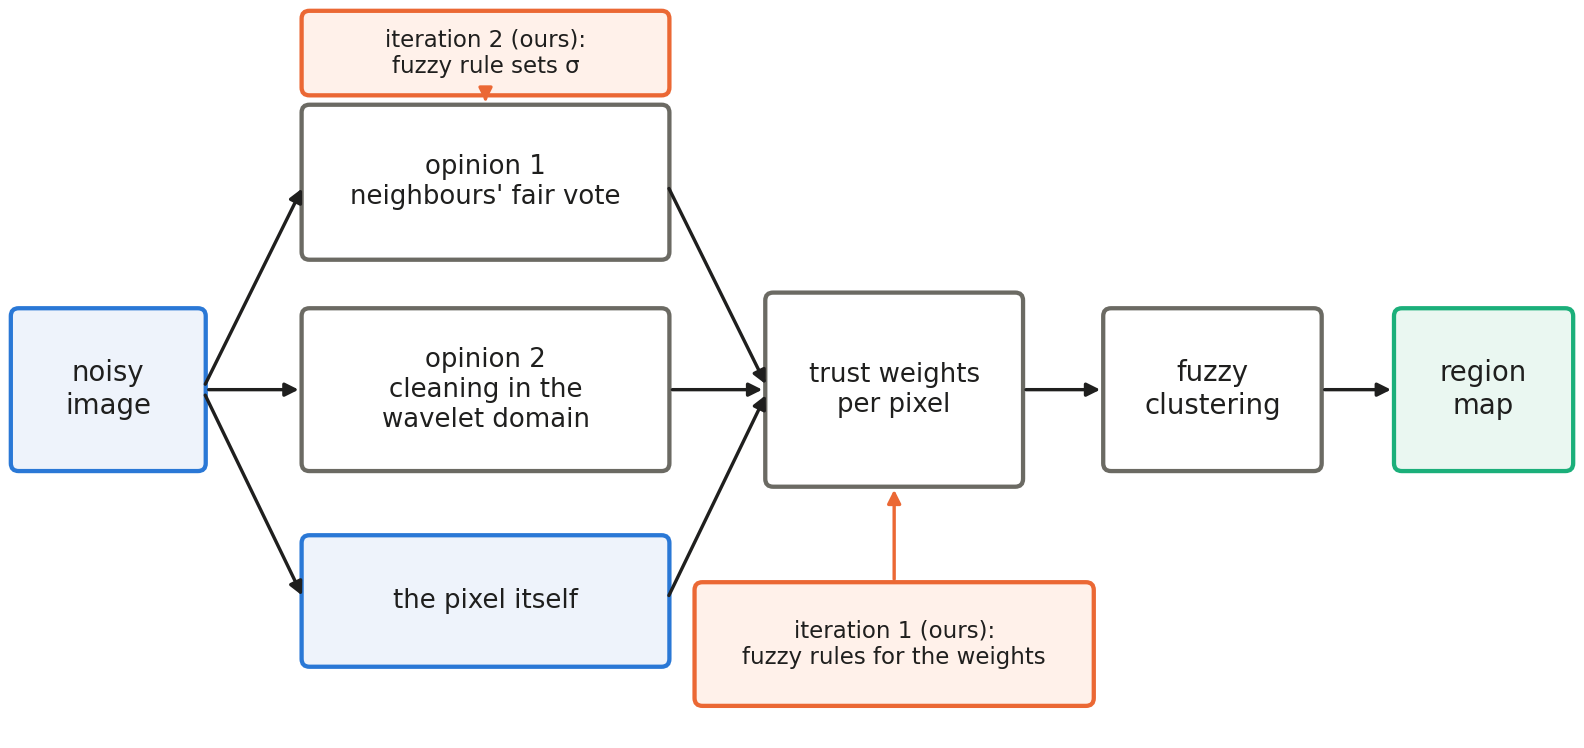 iteration 2 (ours):
fuzzy rule sets σ
opinion 1
neighbours' fair vote
noisy
image
opinion 2
cleaning in the
wavelet domain
trust weights
per pixel
fuzzy
clustering
region
map
the pixel itself
iteration 1 (ours):
fuzzy rules for the weights